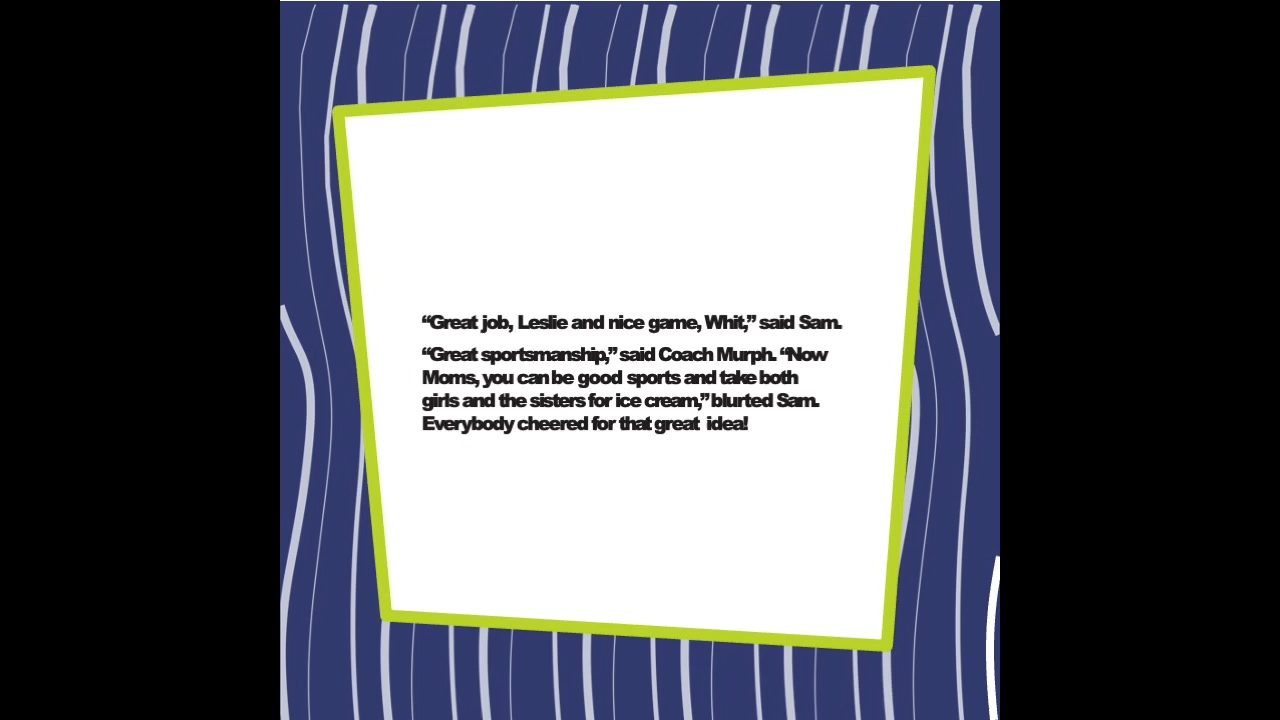 “Great job, Leslie and nice game, Whit,” said Sam.
“Great sportsmanship,” said Coach Murph. “Now
Moms, you can be good sports and take both
girls and the sisters for ice cream,” blurted Sam.
Everybody cheered for that great idea!